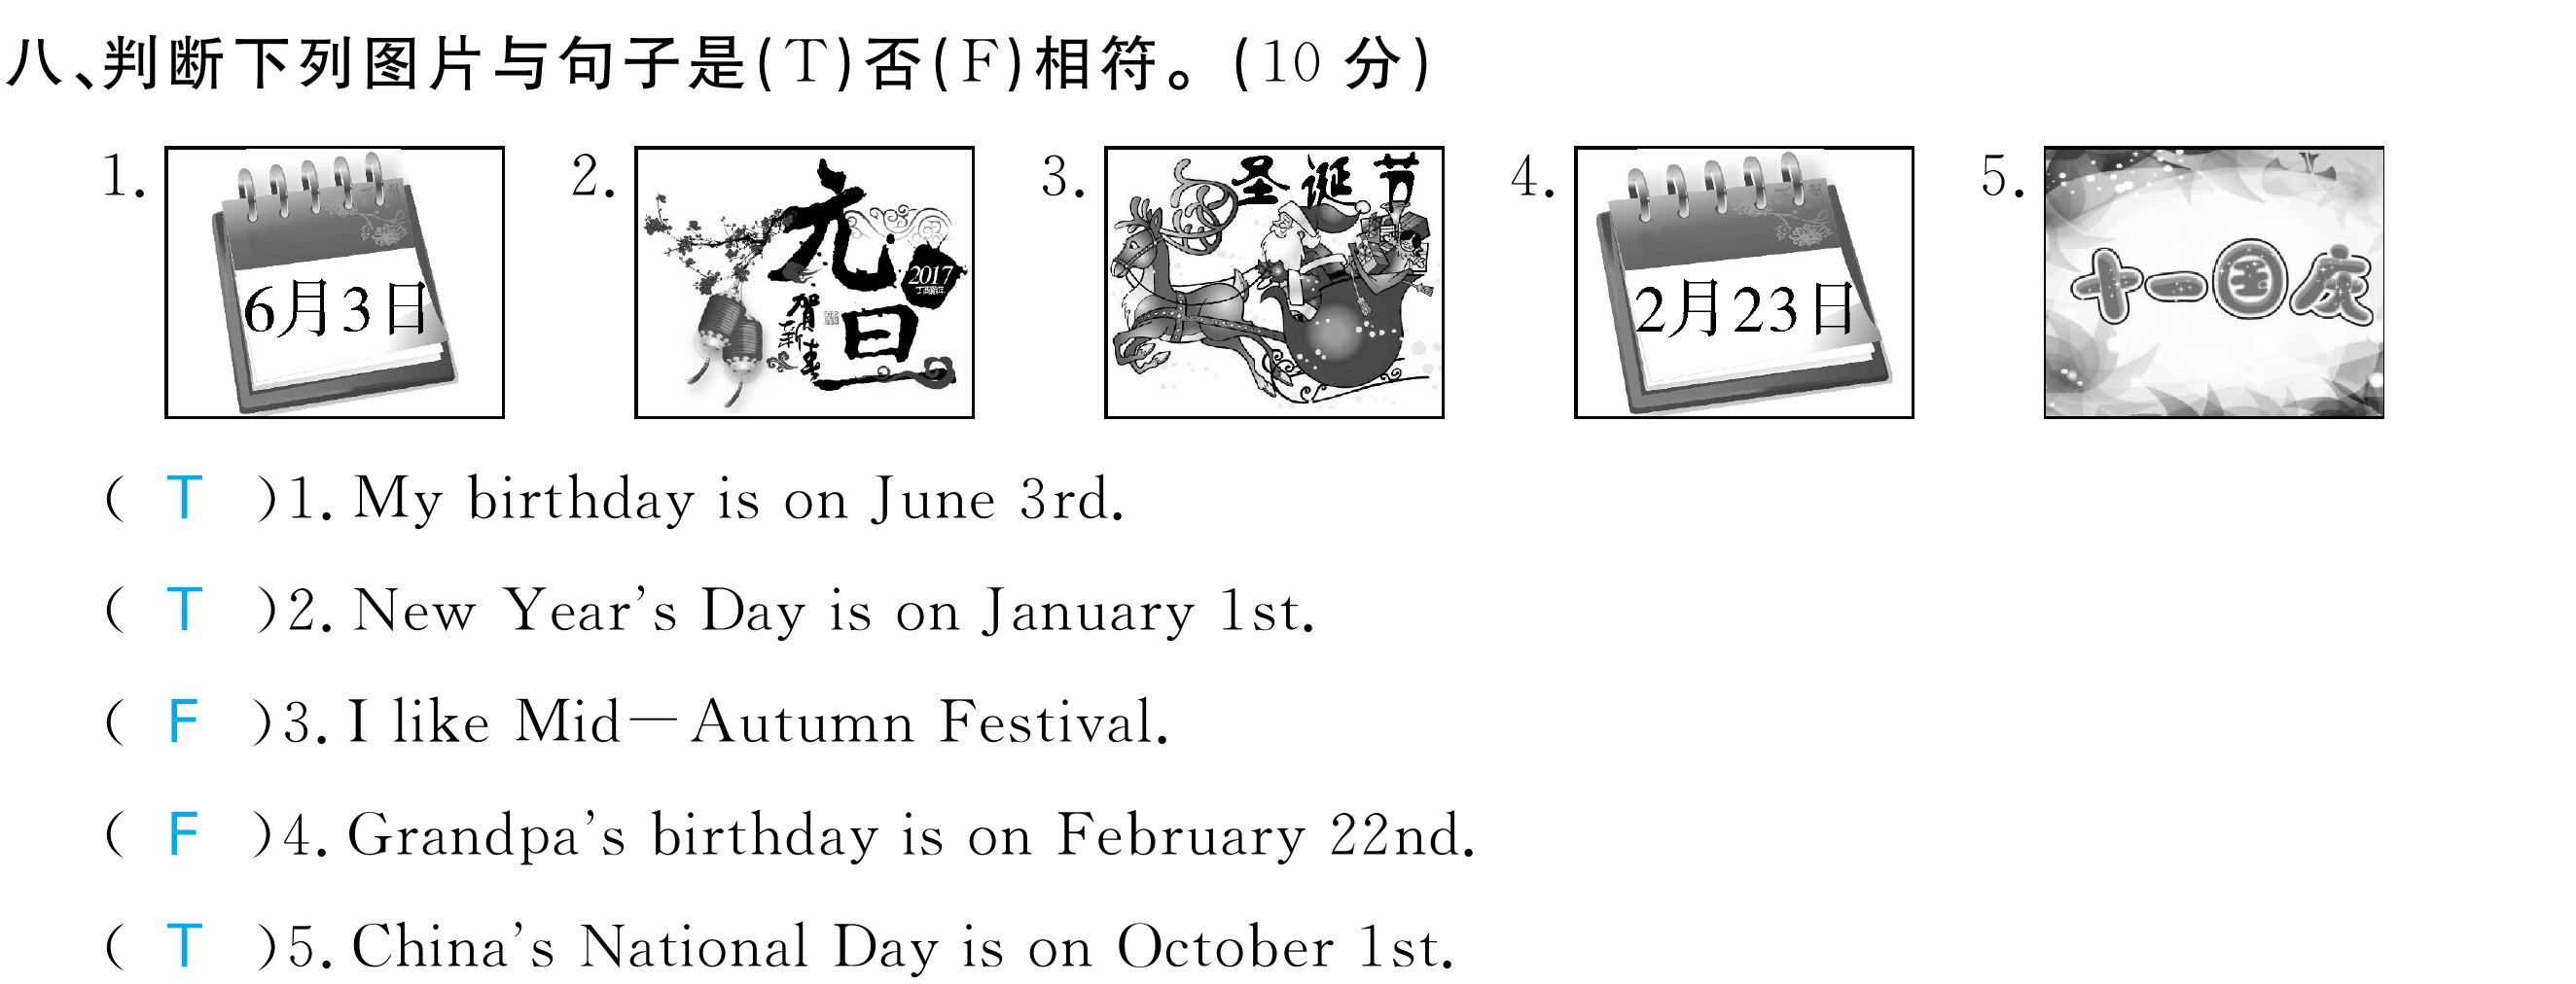 八、判断下列图片与句子是(T)否(F)相符。(10 分)
1. 2. 3. 4. 5.
6月3日
元旦
2017
贺新春
圣诞节
2月23日
十一国庆
( T )1. My birthday is on June 3rd.
( T )2. New Year’s Day is on January 1st.
( F )3. I like Mid—Autumn Festival.
( F )4. Grandpa’s birthday is on February 22nd.
( T )5. China’s National Day is on October 1st.